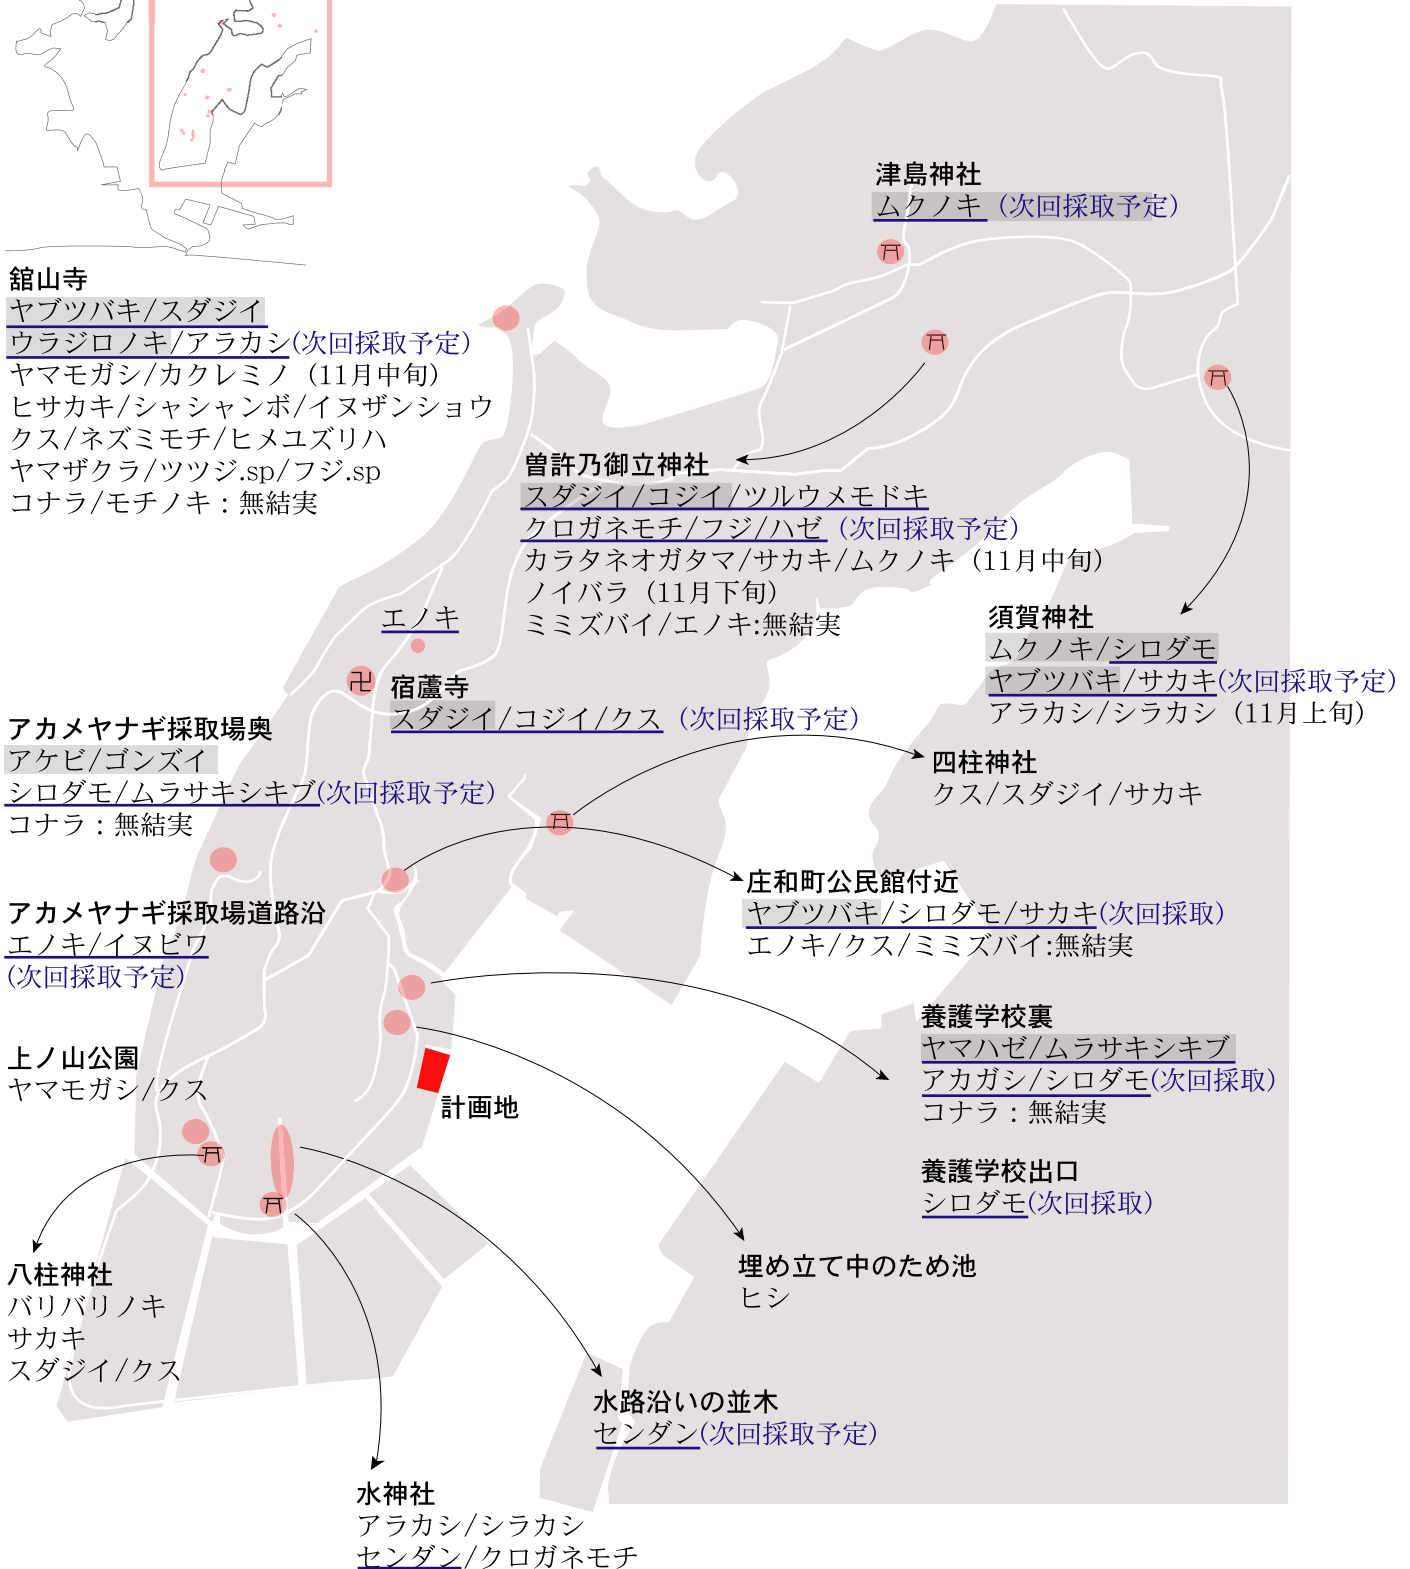 津島神社
ムクノキ (次回採取予定)
舘山寺
ヤブツバキ/スダジイ
ウラジロノキ/アラカシ(次回採取予定)
ヤマモガシ/カクレミノ (11月中旬)
ヒサカキ/シャシャンボ/イヌザンショウ
クス/ネズミモチ/ヒメユズリハ
ヤマザクラ/ツツジ.sp/フジ.sp
コナラ/モチノキ:無結実
曽許乃御立神社
スダジイ/コジイ/ツルウメモドキ
クロガネモチ/フジ/ハゼ (次回採取予定)
カラタネオガタマ/サカキ/ムクノキ (11月中旬)
ノイバラ (11月下旬)
ミミズバイ/エノキ:無結実
須賀神社
ムクノキ/シロダモ
ヤブツバキ/サカキ(次回採取予定)
アラカシ/シラカシ (11月上旬)
エノキ
卍
宿蘆寺
スダジイ/コジイ/クス (次回採取予定)
アカメヤナギ採取場奥
アケビ/ゴンズイ
シロダモ/ムラサキシキブ(次回採取予定)
コナラ:無結実
四柱神社
クス/スダジイ/サカキ
庄和町公民館付近
ヤブツバキ/シロダモ/サカキ(次回採取)
エノキ/クス/ミミズバイ:無結実
アカメヤナギ採取場道路沿
エノキ/イヌビワ
(次回採取予定)
養護学校裏
ヤマハゼ/ムラサキシキブ
アカガシ/シロダモ(次回採取)
コナラ:無結実
上ノ山公園
ヤマモガシ/クス
計画地
養護学校出口
シロダモ(次回採取)
埋め立て中のため池
ヒシ
八柱神社
バリバリノキ
サカキ
スダジイ/クス
水路沿いの並木
センダン(次回採取予定)
水神社
アラカシ/シラカシ
センダン/クロガネモチ